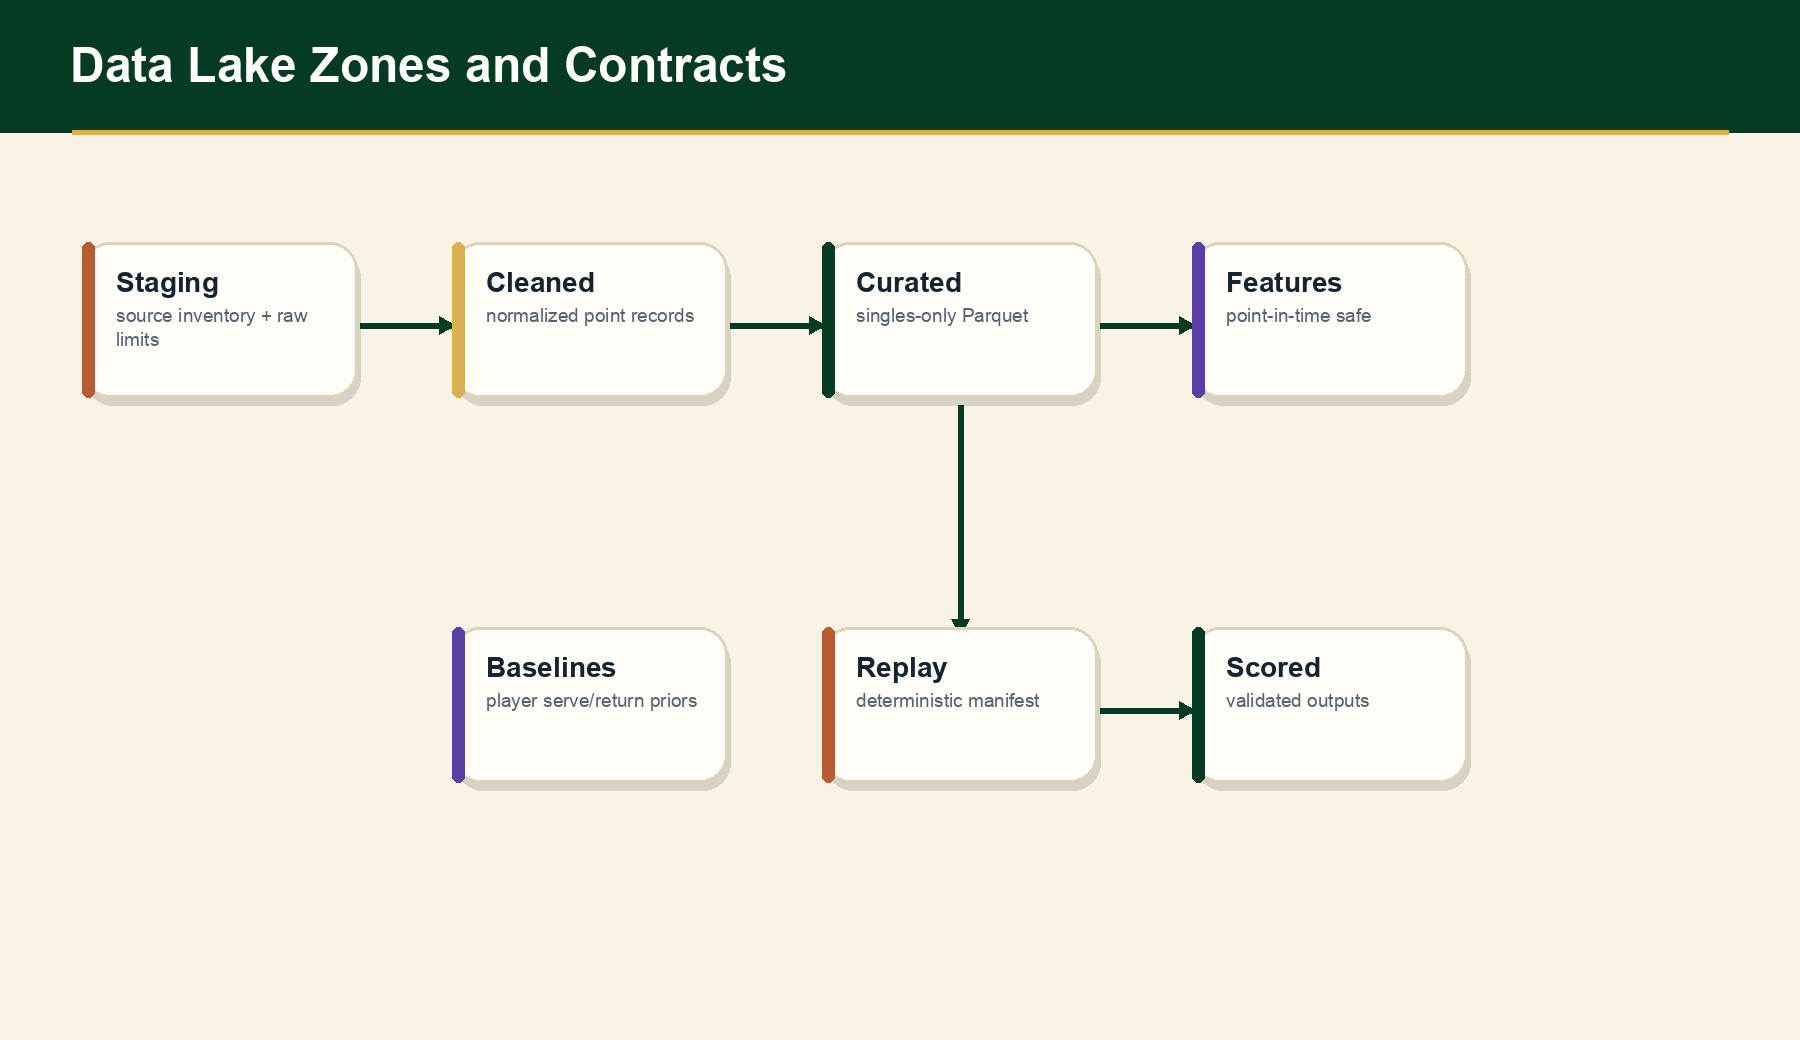 Data Lake Zones and Contracts
Staging
source inventory + raw
limits
Cleaned
normalized point records
Curated
singles-only Parquet
Features
point-in-time safe
Baselines
player serve/return priors
Replay
deterministic manifest
Scored
validated outputs